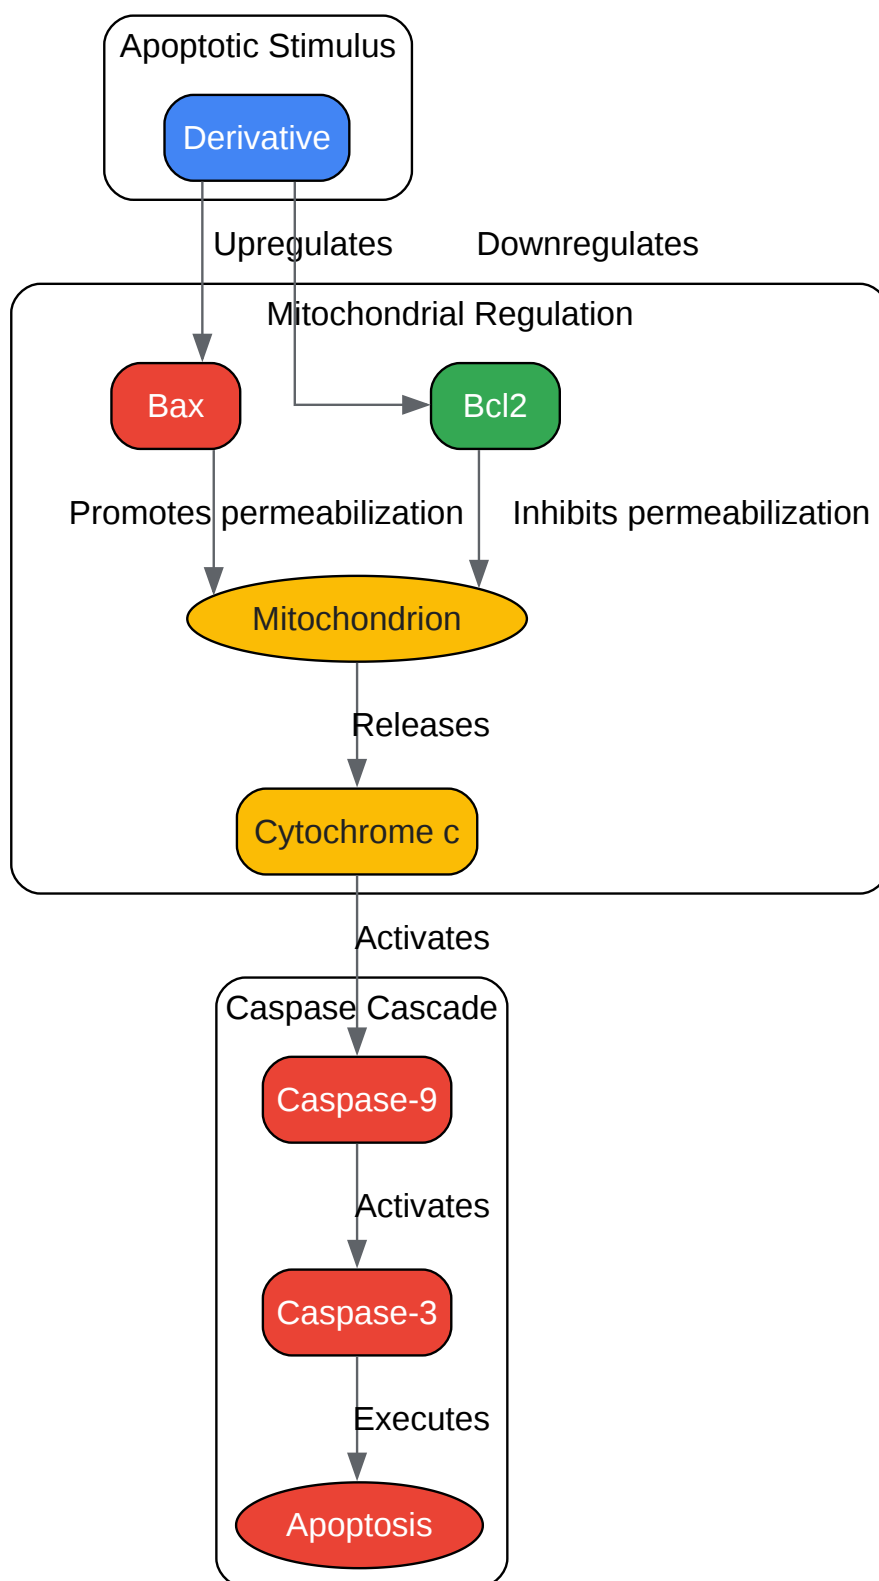 Apoptotic Stimulus
Derivative
Upregulates
Downregulates
Mitochondrial Regulation
Bax
Bcl2
Promotes permeabilization
Inhibits permeabilization
Mitochondrion
Releases
Cytochrome c
Activates
Caspase Cascade
Caspase-9
Activates
Caspase-3
Executes
Apoptosis